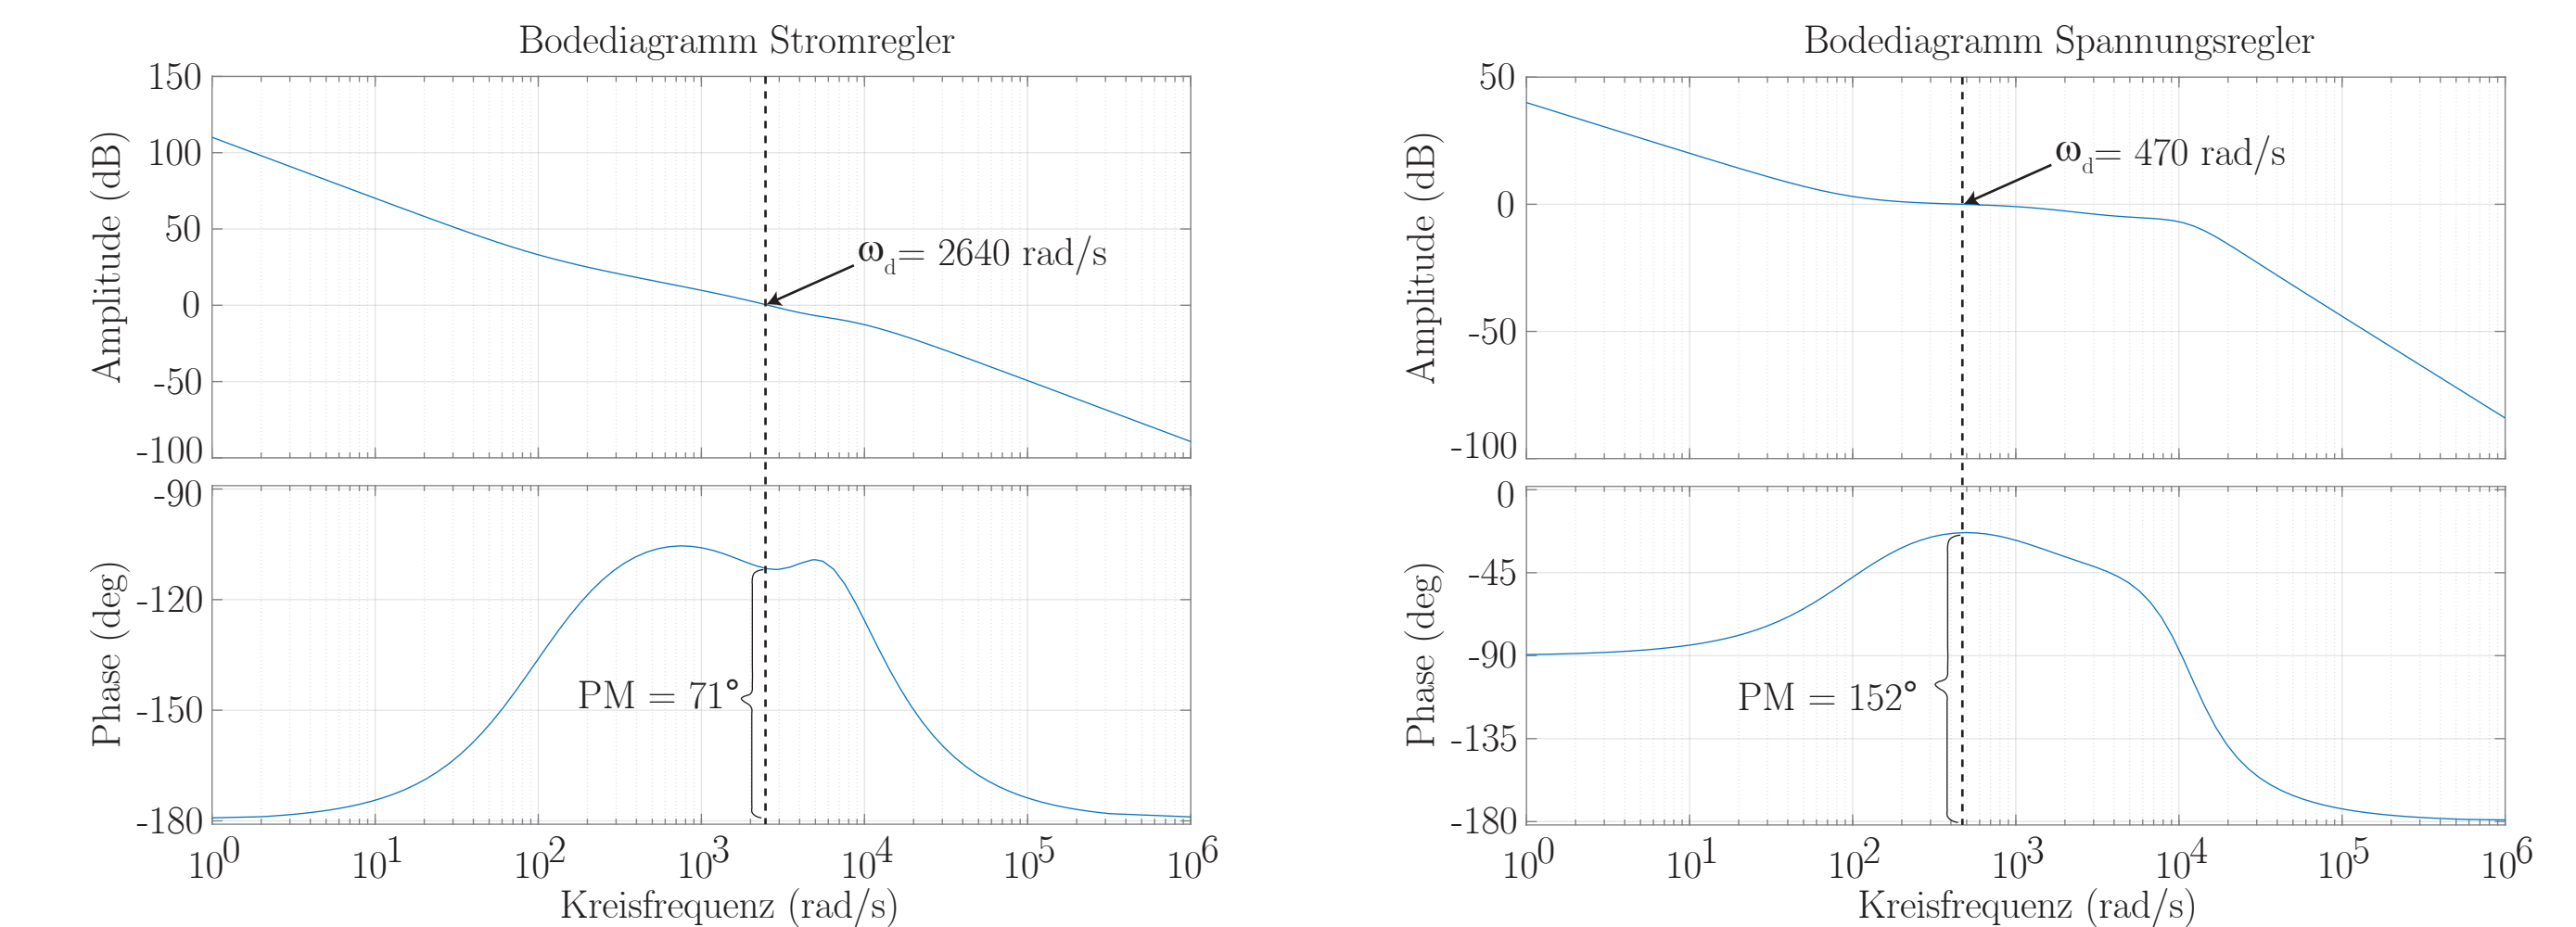 Bodediagramm Stromregler
150
100
50
0
-50
-100
Amplitude (dB)
ω_d= 2640 rad/s
-90
-120
-150
-180
Phase (deg)
PM = 71°
10^0 10^1 10^2 10^3 10^4 10^5 10^6
Kreisfrequenz (rad/s)
Bodediagramm Spannungsregler
50
0
-50
-100
Amplitude (dB)
ω_d= 470 rad/s
0
-45
-90
-135
-180
Phase (deg)
PM = 152°
10^0 10^1 10^2 10^3 10^4 10^5 10^6
Kreisfrequenz (rad/s)